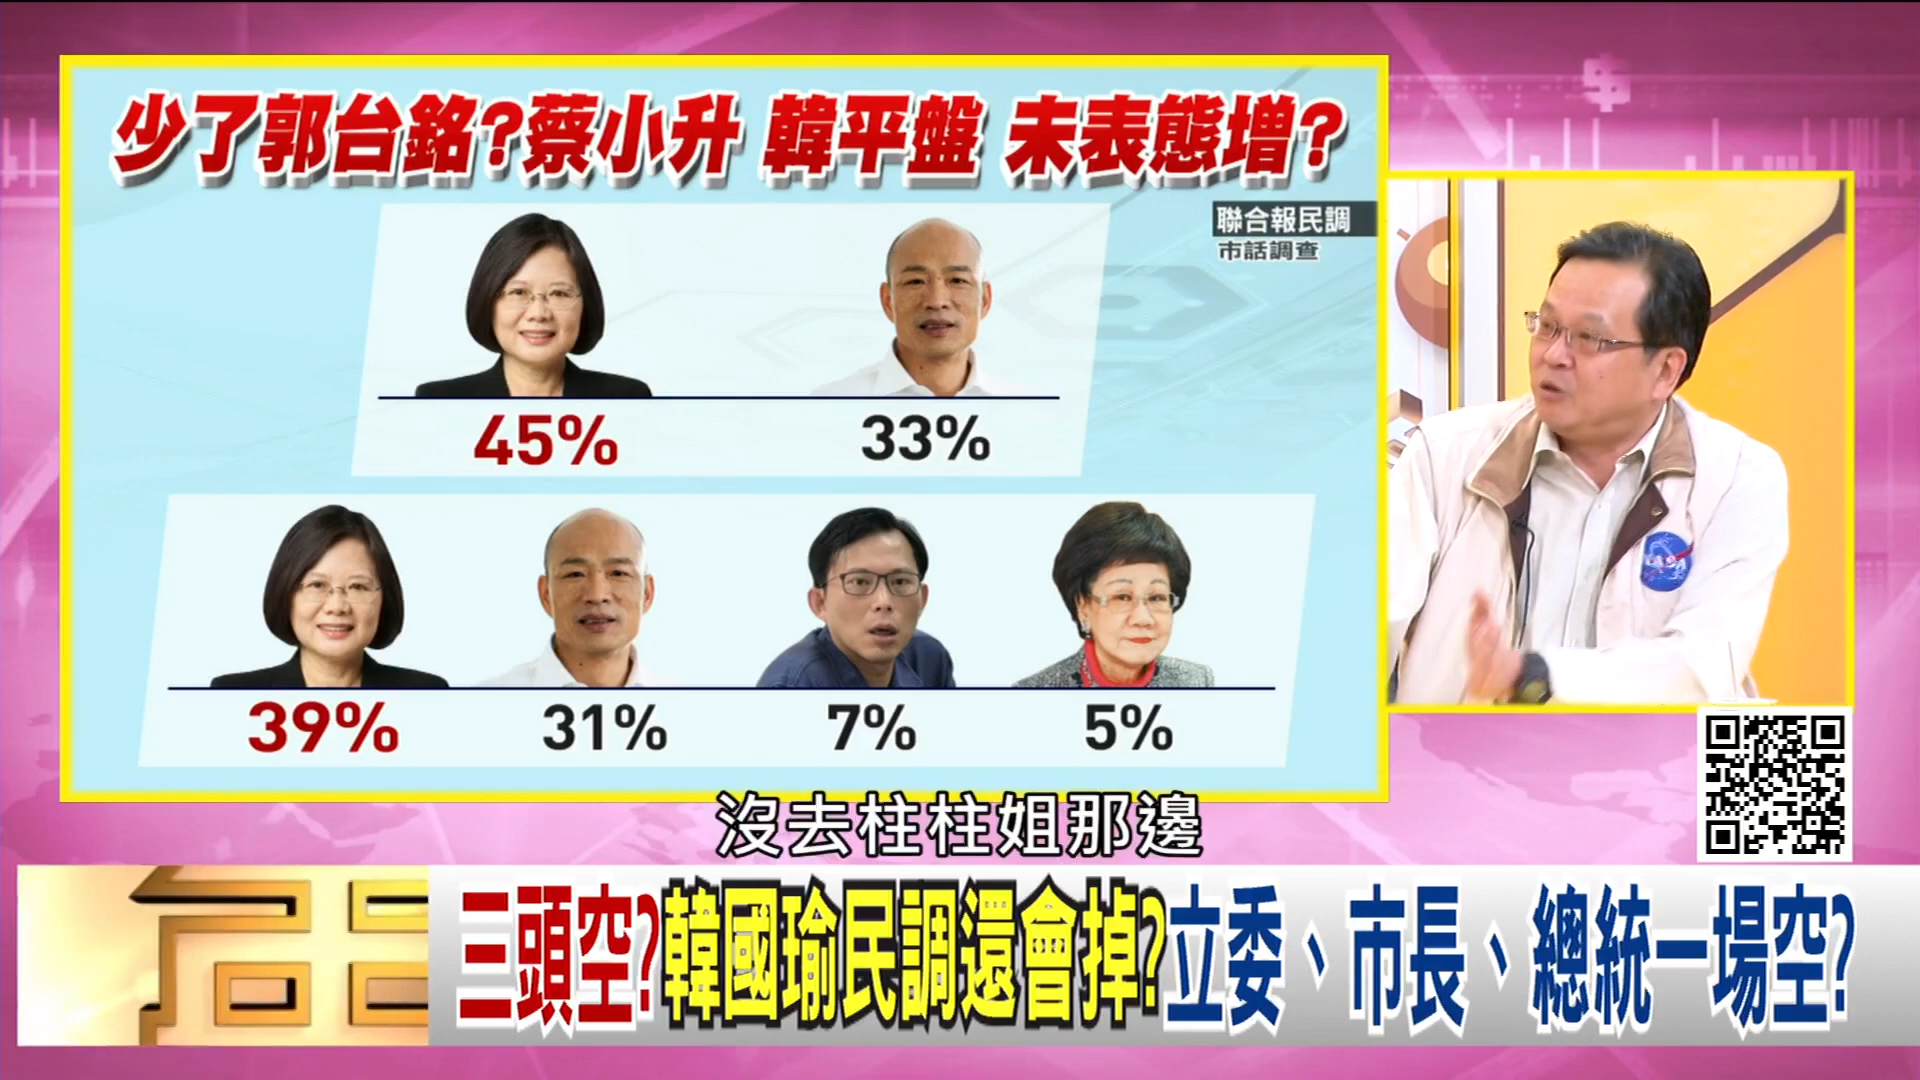 少了郭台銘?蔡小升 韓平盤 未表態增?
聯合報民調
市話調查
45%
33%
39%
31%
7%
5%
沒去柱柱姐那邊
三頭空?韓國瑜民調還會掉?立委、市長、總統一場空?